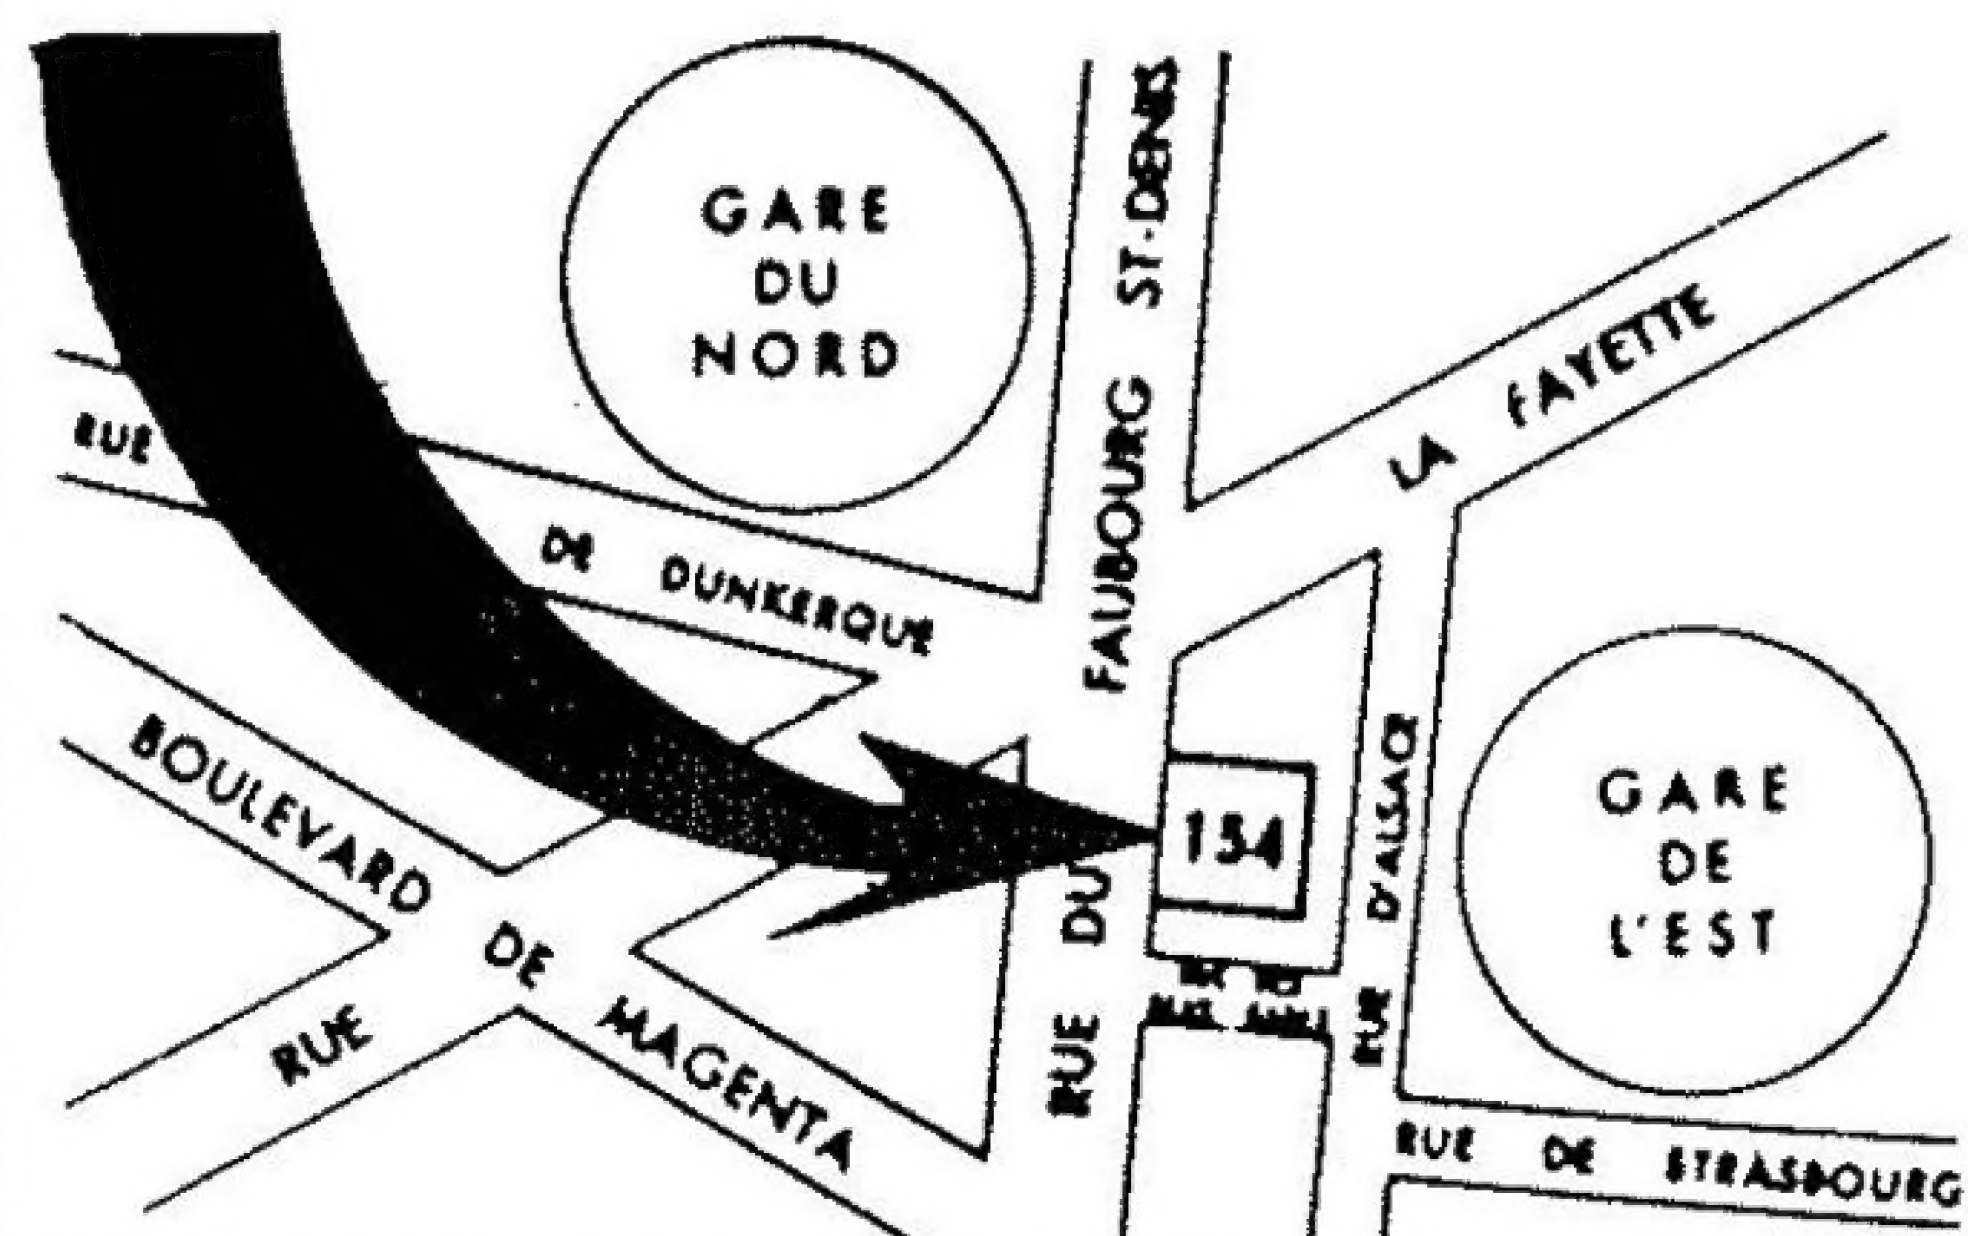 GARE
DU
NORD
RUE DU FAUBOURG ST-DENIS
LA FAYETTE
RUE DE DUNKERQUE
BOULEVARD DE MAGENTA
RUE
154
RUE D'ALSACE
GARE
DE
L'EST
RUE DE STRASBOURG